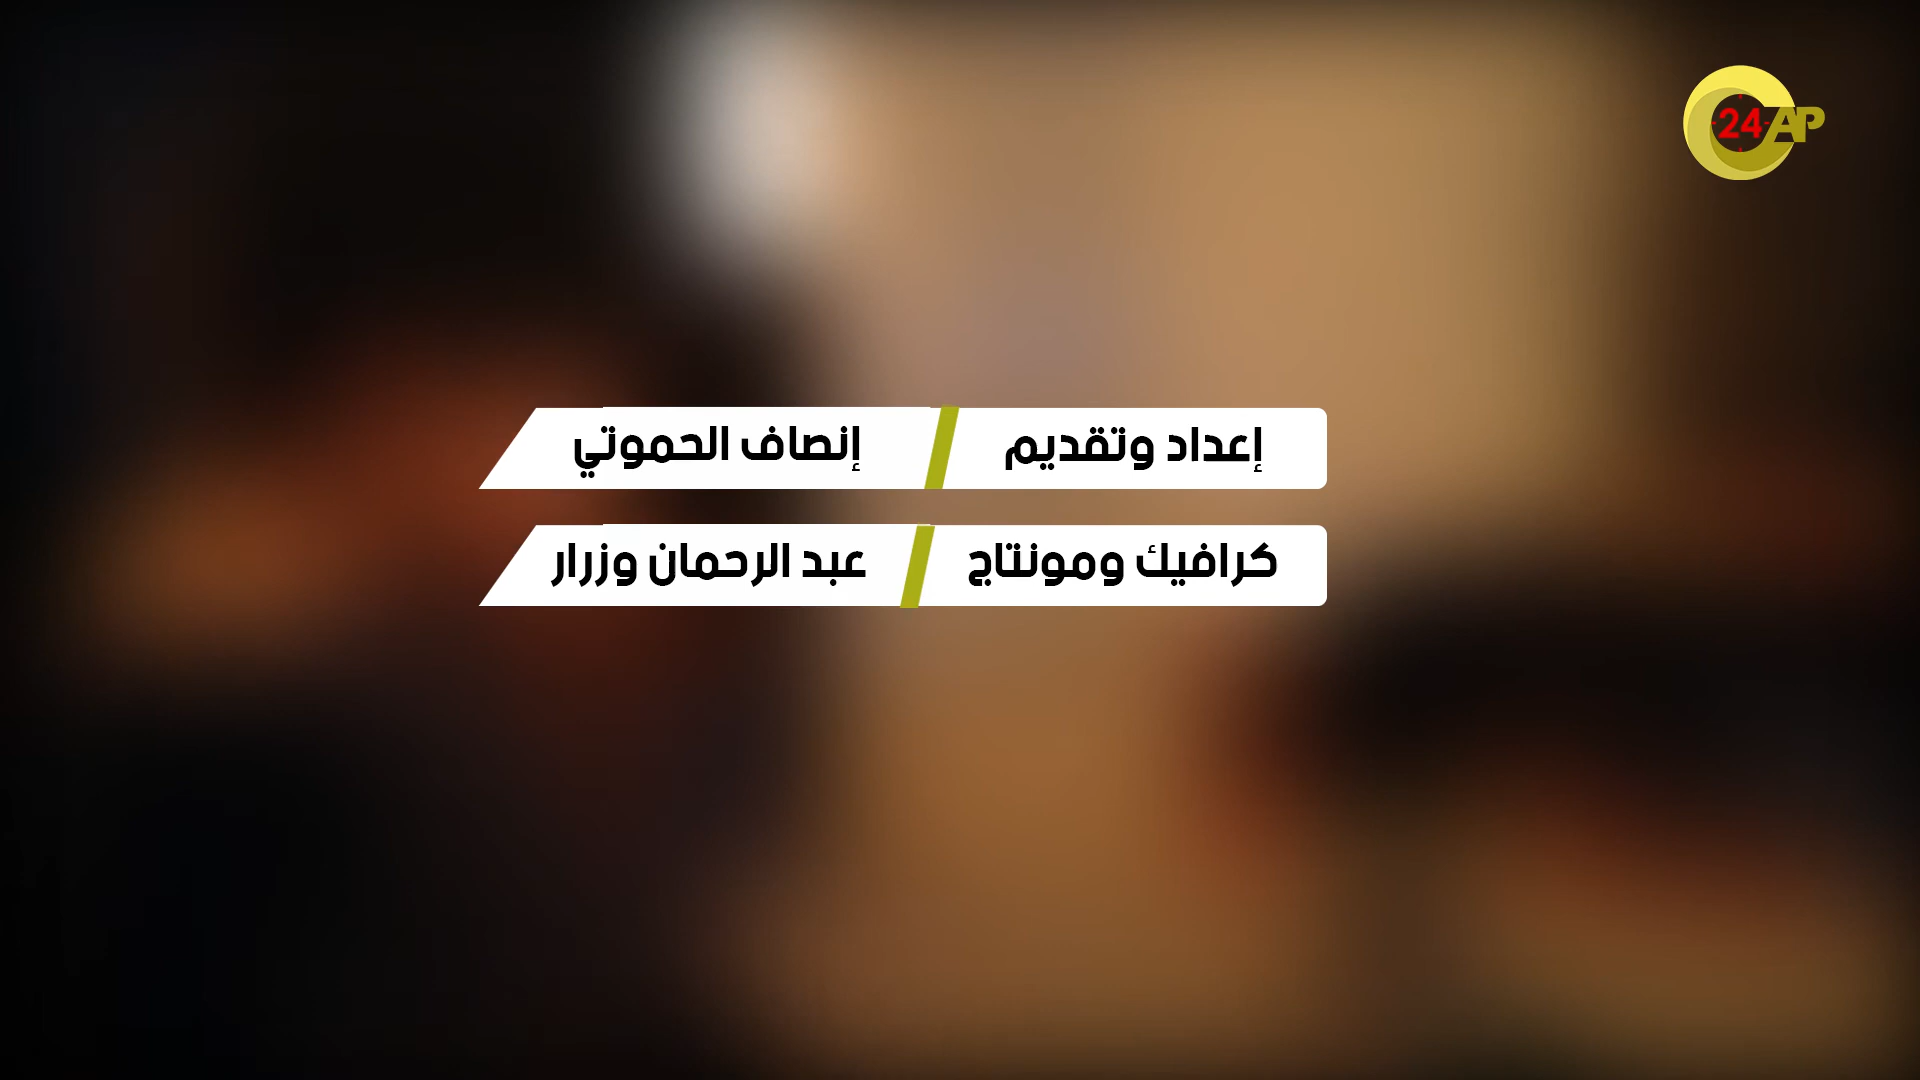 24AP
إعداد وتقديم إنصاف الحموتي
كرافيك ومونتاج عبد الرحمان وزرار